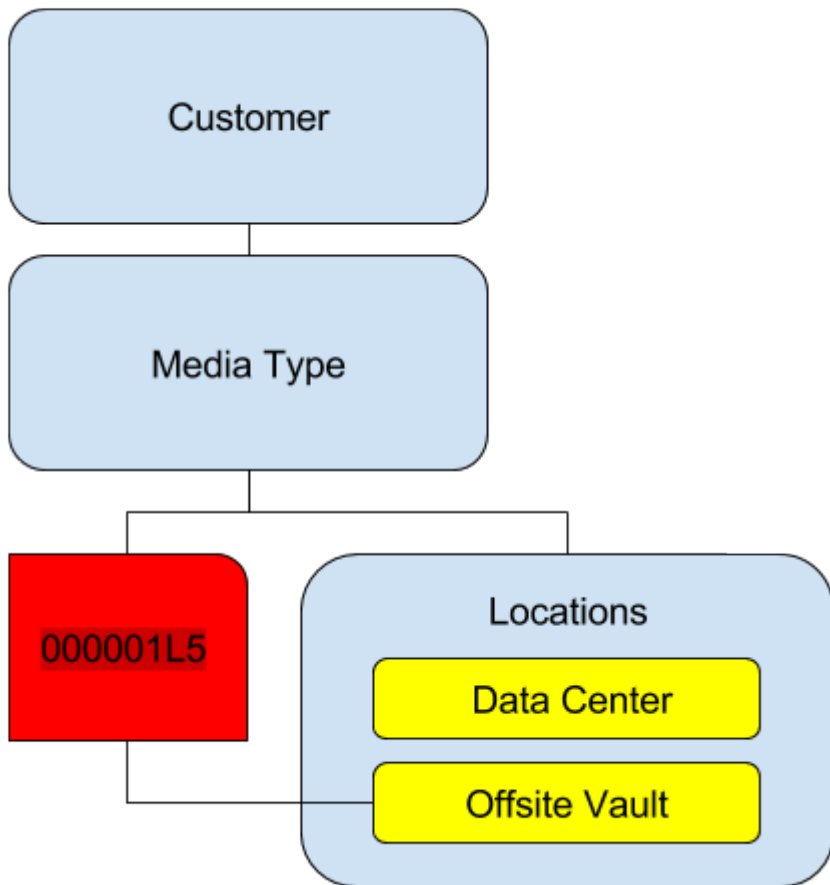 Customer
Media Type
000001L5
Locations
Data Center
Offsite Vault